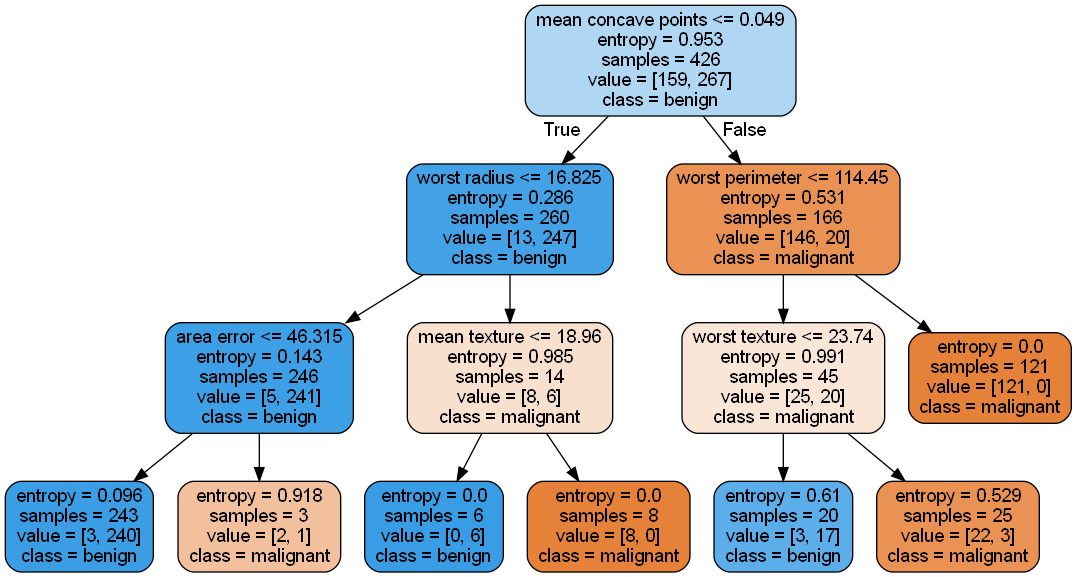 mean concave points <= 0.049
entropy = 0.953
samples = 426
value = [159, 267]
class = benign
True
False
worst radius <= 16.825
entropy = 0.286
samples = 260
value = [13, 247]
class = benign
worst perimeter <= 114.45
entropy = 0.531
samples = 166
value = [146, 20]
class = malignant
area error <= 46.315
entropy = 0.143
samples = 246
value = [5, 241]
class = benign
mean texture <= 18.96
entropy = 0.985
samples = 14
value = [8, 6]
class = malignant
worst texture <= 23.74
entropy = 0.991
samples = 45
value = [25, 20]
class = malignant
entropy = 0.0
samples = 121
value = [121, 0]
class = malignant
entropy = 0.096
samples = 243
value = [3, 240]
class = benign
entropy = 0.918
samples = 3
value = [2, 1]
class = malignant
entropy = 0.0
samples = 6
value = [0, 6]
class = benign
entropy = 0.0
samples = 8
value = [8, 0]
class = malignant
entropy = 0.61
samples = 20
value = [3, 17]
class = benign
entropy = 0.529
samples = 25
value = [22, 3]
class = malignant